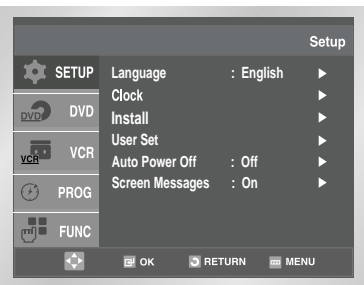 Setup
SETUP
DVD DVD
VCR VCR
PROG
FUNC
Language : English
Clock
Install
User Set
Auto Power Off : Off
Screen Messages : On
OK RETURN MENU